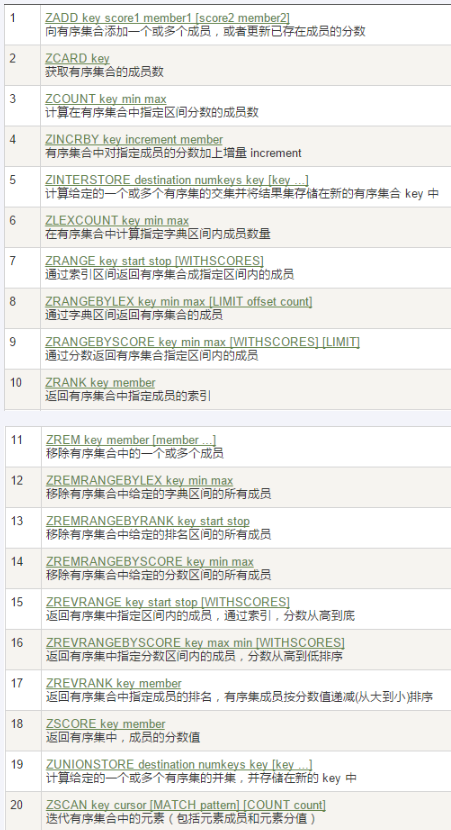 1
ZADD key score1 member1 [score2 member2]
向有序集合添加一个或多个成员，或者更新已存在成员的分数
2
ZCARD key
获取有序集合的成员数
3
ZCOUNT key min max
计算在有序集合中指定区间分数的成员数
4
ZINCRBY key increment member
有序集合中对指定成员的分数加上增量 increment
5
ZINTERSTORE destination numkeys key [key ...]
计算给定的一个或多个有序集的交集并将结果集存储在新的有序集合 key 中
6
ZLEXCOUNT key min max
在有序集合中计算指定字典区间内成员数量
7
ZRANGE key start stop [WITHSCORES]
通过索引区间返回有序集合成指定区间内的成员
8
ZRANGEBYLEX key min max [LIMIT offset count]
通过字典区间返回有序集合的成员
9
ZRANGEBYSCORE key min max [WITHSCORES] [LIMIT]
通过分数返回有序集合指定区间内的成员
10
ZRANK key member
返回有序集合中指定成员的索引
11
ZREM key member [member ...]
移除有序集合中的一个或多个成员
12
ZREMRANGEBYLEX key min max
移除有序集合中给定的字典区间的所有成员
13
ZREMRANGEBYRANK key start stop
移除有序集合中给定的排名区间的所有成员
14
ZREMRANGEBYSCORE key min max
移除有序集合中给定的分数区间的所有成员
15
ZREVRANGE key start stop [WITHSCORES]
返回有序集中指定区间内的成员，通过索引，分数从高到底
16
ZREVRANGEBYSCORE key max min [WITHSCORES]
返回有序集中指定分数区间内的成员，分数从高到低排序
17
ZREVRANK key member
返回有序集合中指定成员的排名，有序集成员按分数值递减(从大到小)排序
18
ZSCORE key member
返回有序集中，成员的分数值
19
ZUNIONSTORE destination numkeys key [key ...]
计算给定的一个或多个有序集的并集，并存储在新的 key 中
20
ZSCAN key cursor [MATCH pattern] [COUNT count]
迭代有序集合中的元素（包括元素成员和元素分值）